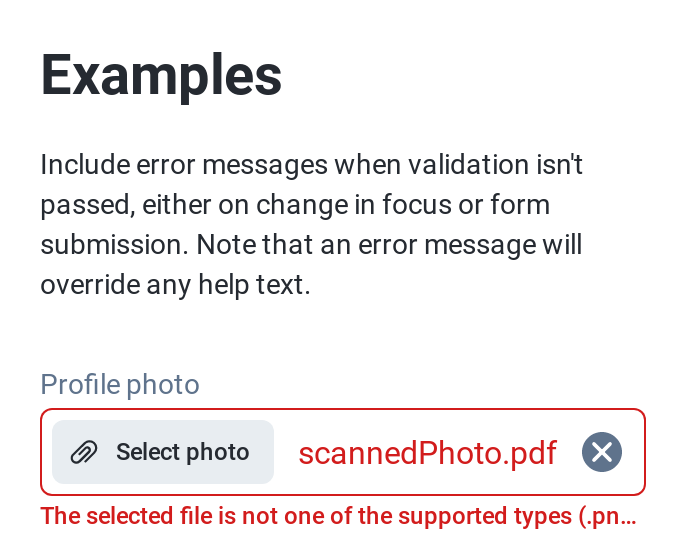 Examples
Include error messages when validation isn't
passed, either on change in focus or form
submission. Note that an error message will
override any help text.
Profile photo
Select photo
scannedPhoto.pdf
The selected file is not one of the supported types (.pn...